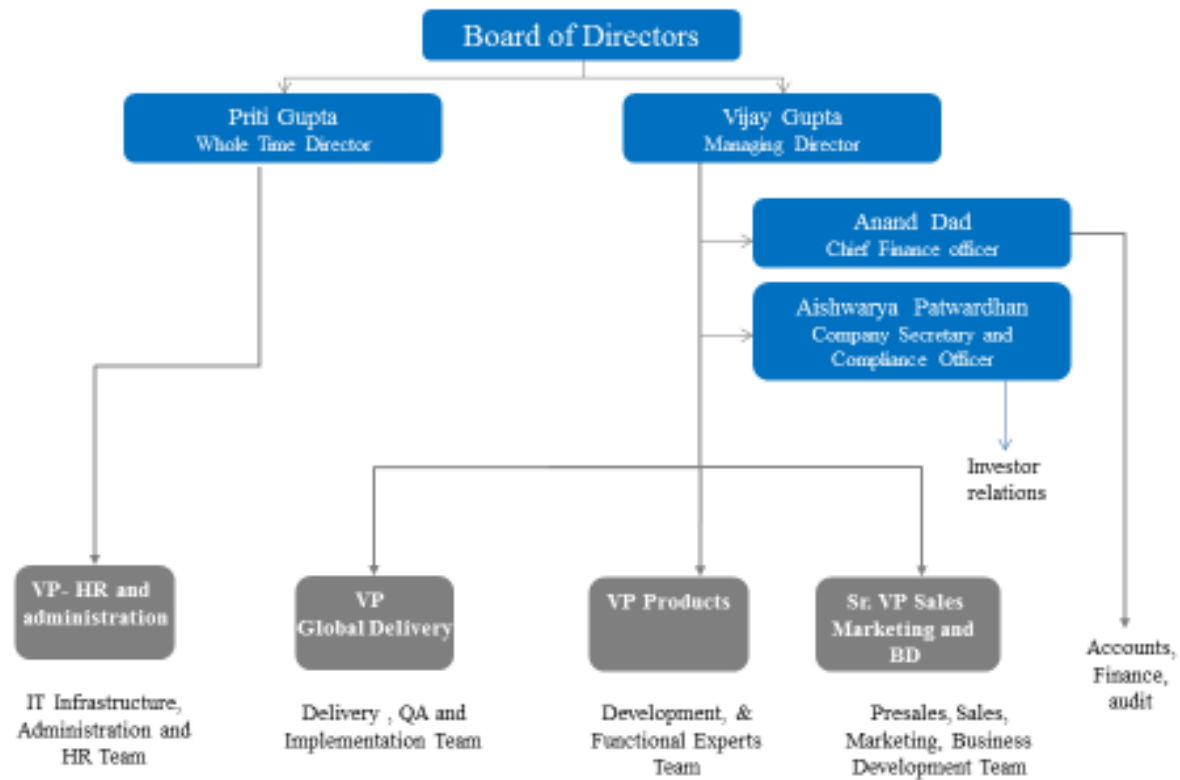 Board of Directors
Priti Gupta
Whole Time Director
Vijay Gupta
Managing Director
Anand Dad
Chief Finance officer
Aishwarya Patwardhan
Company Secretary and
Compliance Officer
Investor
relations
VP- HR and
administration
VP
Global Delivery
VP Products
Sr. VP Sales
Marketing and
BD
Accounts,
Finance,
audit
IT Infrastructure,
Administration and
HR Team
Delivery , QA and
Implementation Team
Development, &
Functional Experts
Team
Presales, Sales,
Marketing, Business
Development Team